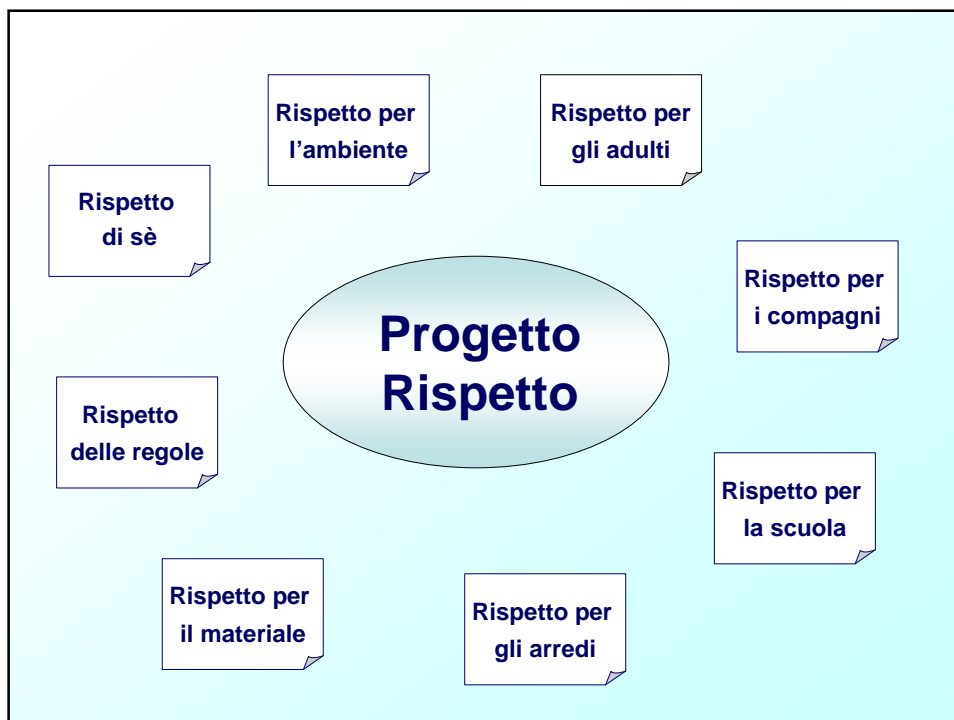 Rispetto per
l’ambiente
Rispetto per
gli adulti
Rispetto
di sè
Rispetto per
i compagni
Progetto
Rispetto
Rispetto
delle regole
Rispetto per
la scuola
Rispetto per
il materiale
Rispetto per
gli arredi